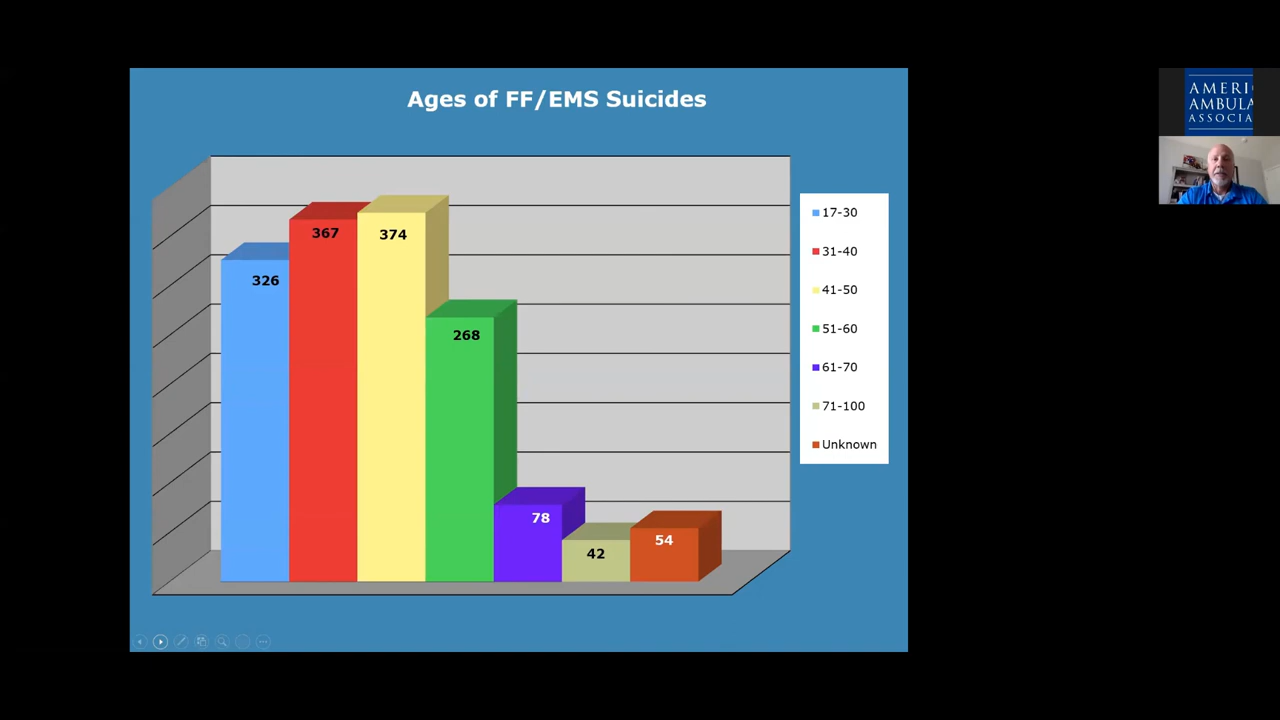 Ages of FF/EMS Suicides
326
367
374
268
78
42
54
17-30
31-40
41-50
51-60
61-70
71-100
Unknown
AMERI
AMBULA
ASSOCIA